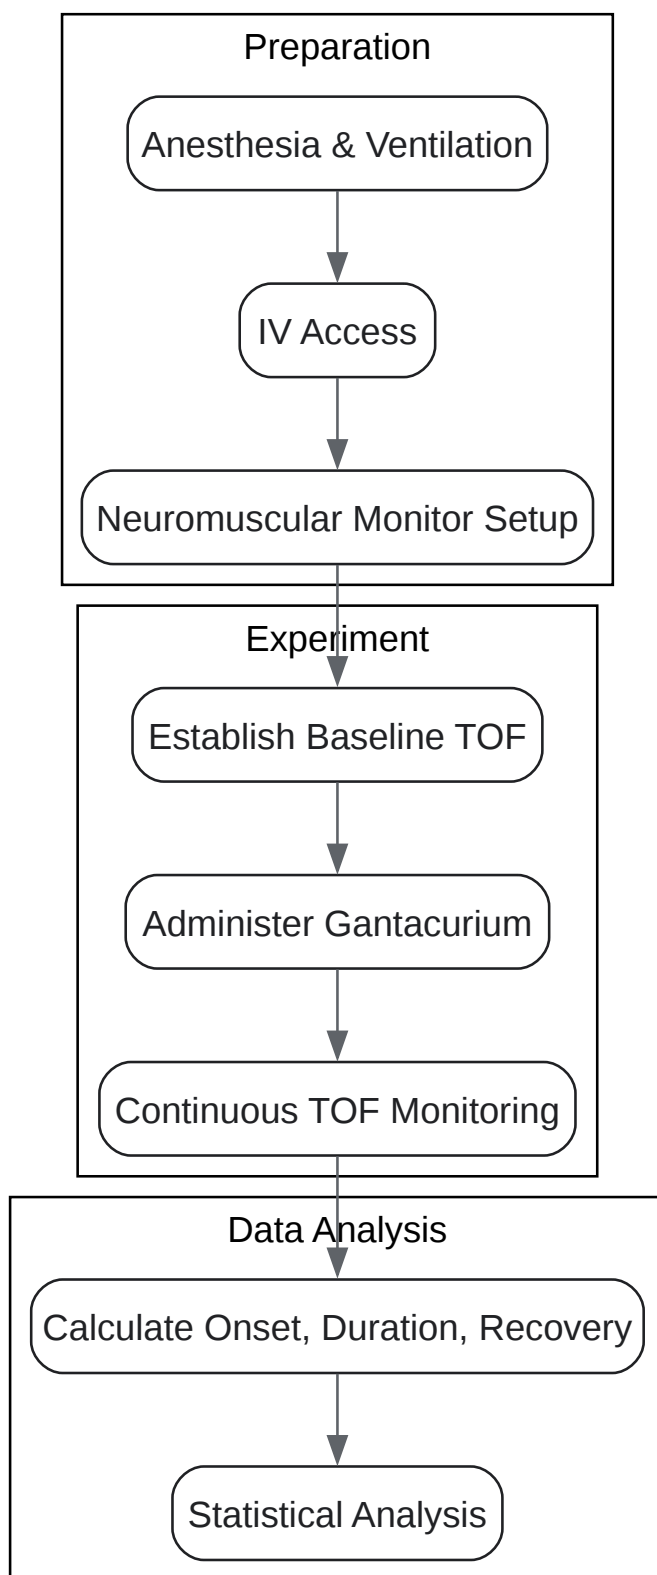 Preparation
Anesthesia & Ventilation
IV Access
Neuromuscular Monitor Setup
Experiment
Establish Baseline TOF
Administer Gantacurium
Continuous TOF Monitoring
Data Analysis
Calculate Onset, Duration, Recovery
Statistical Analysis